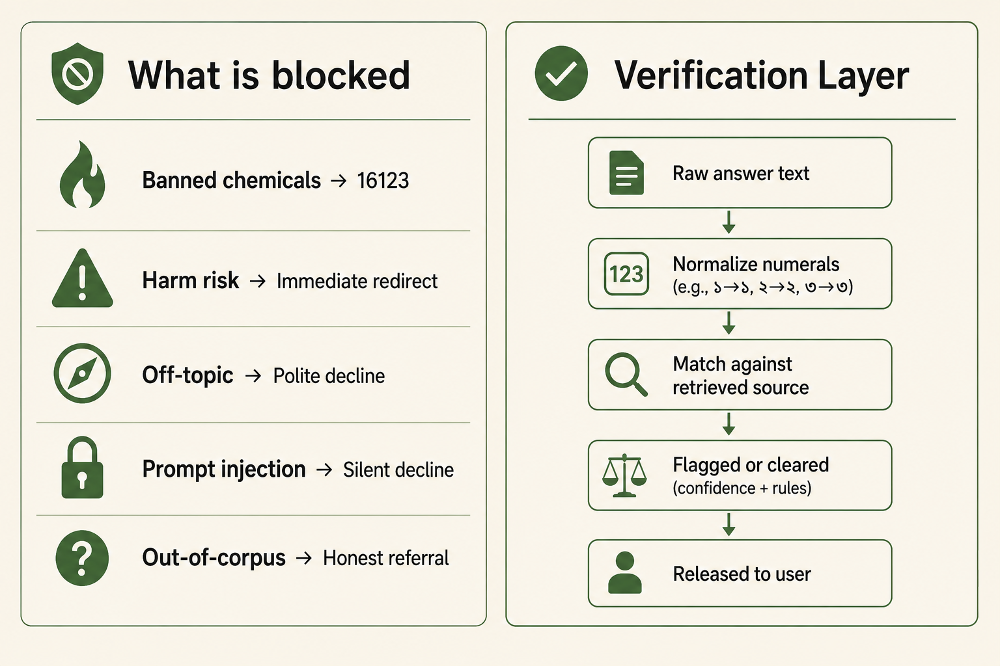 What is blocked
Banned chemicals → 16123
Harm risk → Immediate redirect
Off-topic → Polite decline
Prompt injection → Silent decline
Out-of-corpus → Honest referral
Verification Layer
Raw answer text
123
Normalize numerals
(e.g., ১→১, ২→২, ৩→৩)
Match against
retrieved source
Flagged or cleared
(confidence + rules)
Released to user